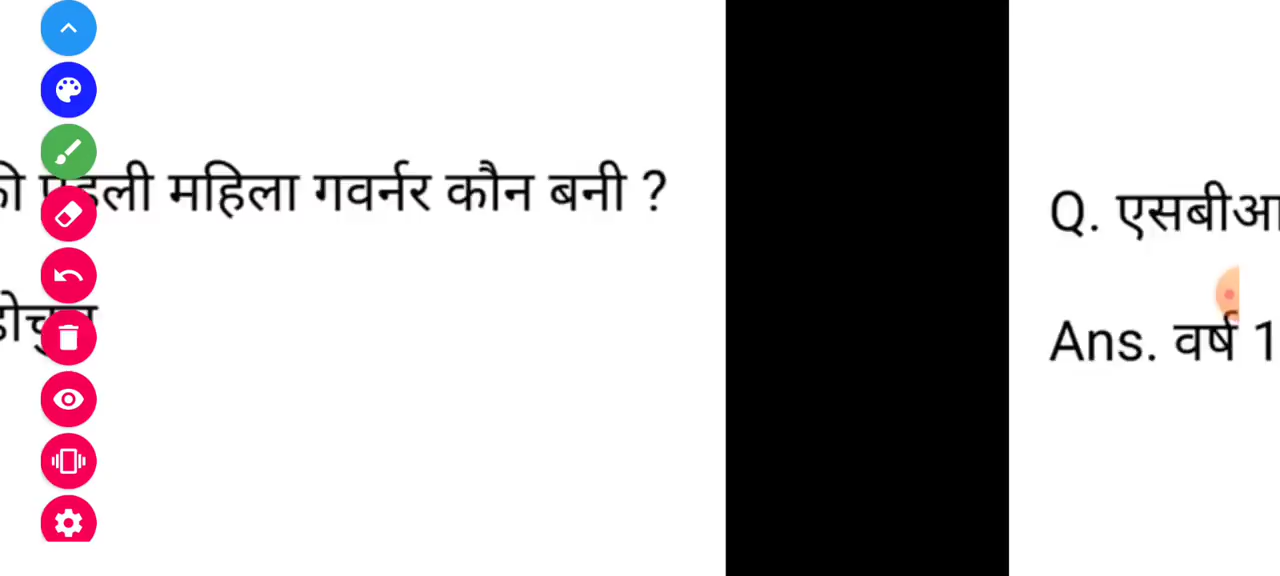 पहली महिला गवर्नर कौन बनी ?
Q. एसबीआ
Ans. वर्ष 1